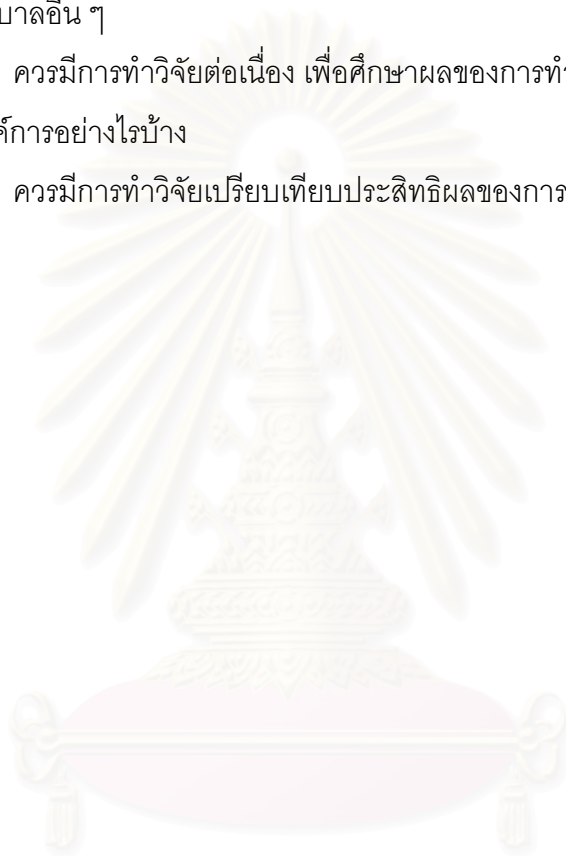 บาลอื่น ๆ
ควรมีการทำวิจัยต่อเนื่อง เพื่อศึกษาผลของการทำ
ค์การอย่างไรบ้าง
ควรมีการทำวิจัยเปรียบเทียบประสิทธิผลของการ